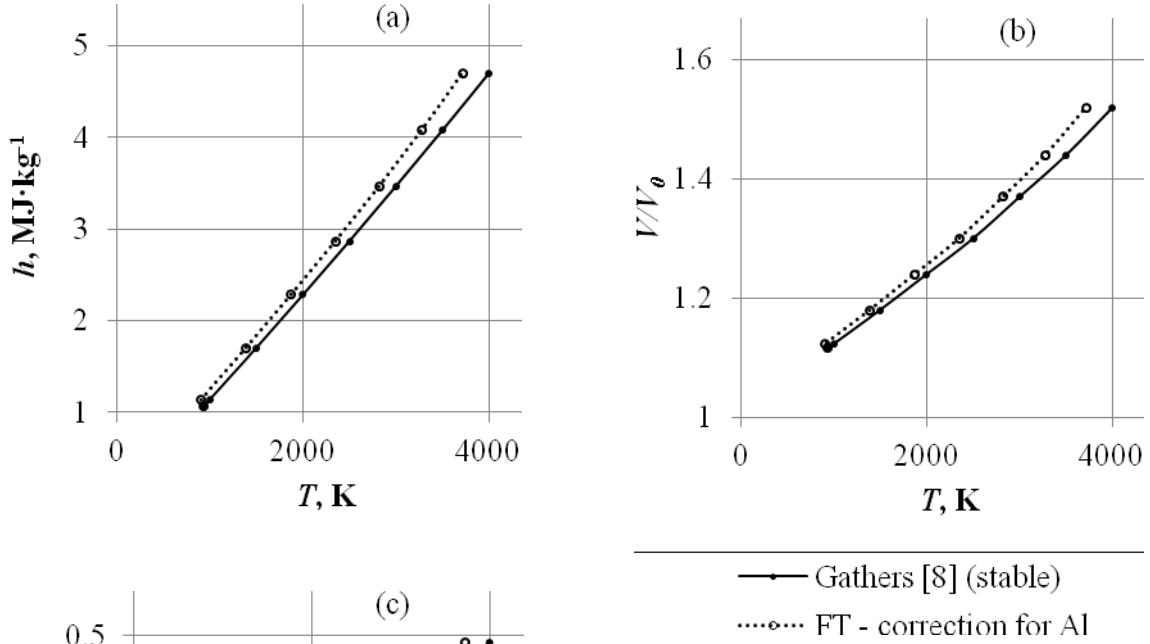 (a)
5
4
3
2
1
h, MJ·kg⁻¹
0 2000 4000
T, K
(b)
1.6
1.4
1.2
1
V/V₀
0 2000 4000
T, K
Gathers [8] (stable)
FT - correction for Al
(c)
0.5